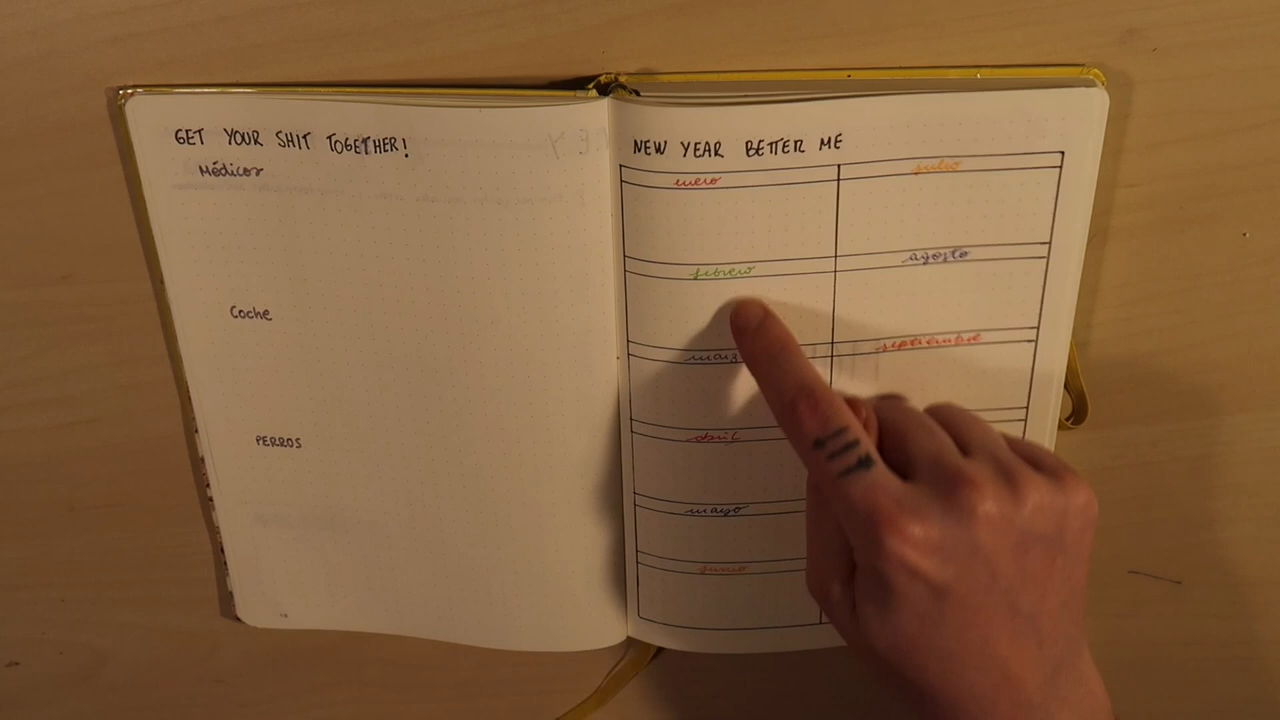 GET YOUR SHIT TOGETHER!
Médicos
Coche
PERROS
NEW YEAR BETTER ME
enero
julio
febrero
agosto
marz
septiembre
abril
mayo
junio